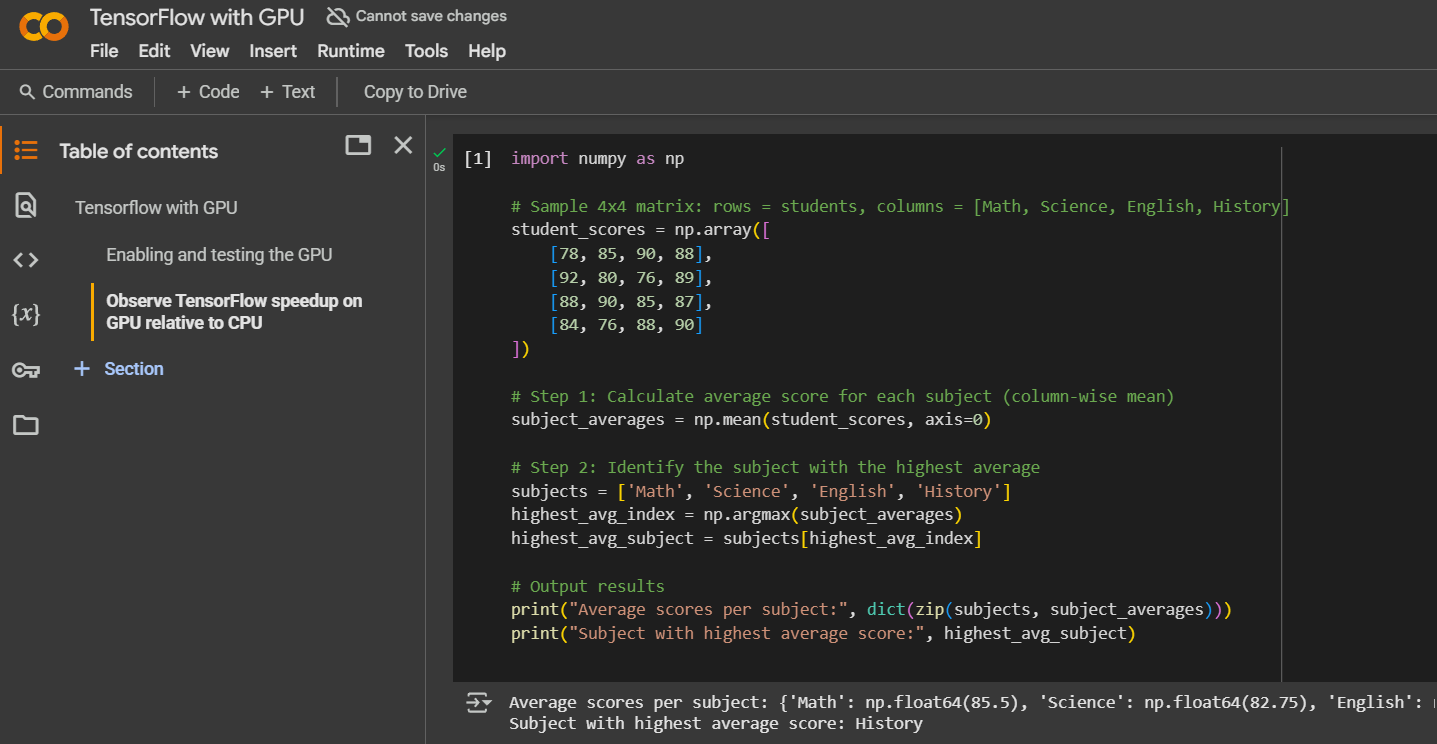 TensorFlow with GPU Cannot save changes
File Edit View Insert Runtime Tools Help
Commands + Code + Text Copy to Drive
Table of contents
Tensorflow with GPU
Enabling and testing the GPU
Observe TensorFlow speedup on
GPU relative to CPU
+ Section
{x}
0s
[1] import numpy as np
# Sample 4x4 matrix: rows = students, columns = [Math, Science, English, History]
student_scores = np.array([
    [78, 85, 90, 88],
    [92, 80, 76, 89],
    [88, 90, 85, 87],
    [84, 76, 88, 90]
])
# Step 1: Calculate average score for each subject (column-wise mean)
subject_averages = np.mean(student_scores, axis=0)
# Step 2: Identify the subject with the highest average
subjects = ['Math', 'Science', 'English', 'History']
highest_avg_index = np.argmax(subject_averages)
highest_avg_subject = subjects[highest_avg_index]
# Output results
print("Average scores per subject:", dict(zip(subjects, subject_averages)))
print("Subject with highest average score:", highest_avg_subject)
Average scores per subject: {'Math': np.float64(85.5), 'Science': np.float64(82.75), 'English':
Subject with highest average score: History